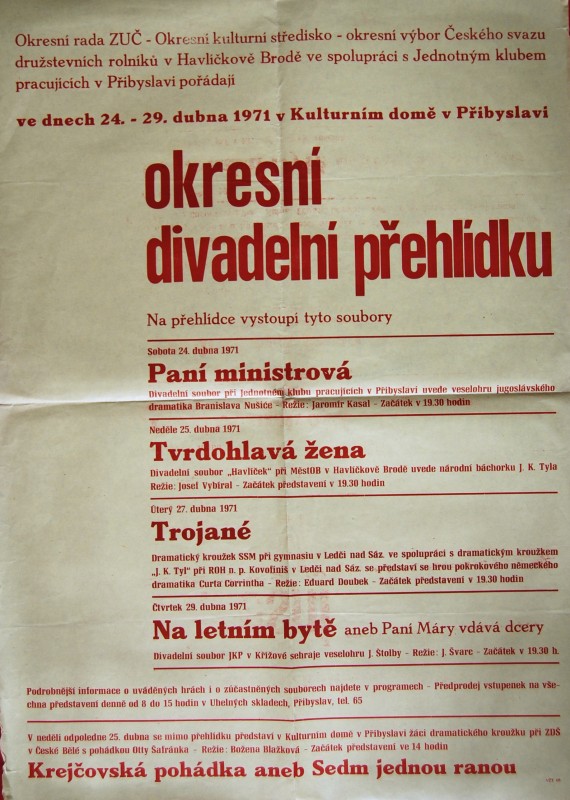 Okresní rada ZUČ - Okresní kulturní středisko - okresní výbor Českého svazu
družstevních rolníků v Havlíčkově Brodě ve spolupráci s Jednotným klubem
pracujících v Přibyslavi pořádají
ve dnech 24. - 29. dubna 1971 v Kulturním domě v Přibyslavi
okresní
divadelní přehlídku
Na přehlídce vystoupí tyto soubory
Sobota 24. dubna 1971
Paní ministrová
Divadelní soubor při Jednotném klubu pracujících v Přibyslavi uvede veselohru jugoslávského
dramatika Branislava Nušiče - Režie: Jaromír Kasal - Začátek v 19.30 hodin
Neděle 25. dubna 1971
Tvrdohlavá žena
Divadelní soubor „Havlíček" při MěstOB v Havlíčkově Brodě uvede národní báchorku J. K. Tyla
Režie: Josef Vybíral - Začátek představení v 19.30 hodin
Úterý 27. dubna 1971
Trojané
Dramatický kroužek SSM při gymnasiu v Ledči nad Sáz. ve spolupráci s dramatickým kroužkem
„J. K. Tyl" při ROH n. p. Kovofiniš v Ledči nad Sáz. se představí se hrou pokrokového německého
dramatika Curta Corrintha - Režie: Eduard Doubek - Začátek představení v 19.30 hodin
Čtvrtek 29. dubna 1971
Na letním bytě aneb Paní Máry vdává dcery
Divadelní soubor JKP v Křížové sehraje veselohru J. Štolby - Režie: J. Švarc - Začátek v 19.30 h.
Podrobnější informace o uváděných hrách i o zúčastněných souborech najdete v programech - Předprodej vstupenek na vše-
chna představení denně od 8 do 15 hodin v Uhelných skladech, Přibyslav, tel. 65
V neděli odpoledne 25. dubna se mimo přehlídku představí v Kulturním domě v Přibyslavi žáci dramatického kroužku při ZDŠ
v České Bělé s pohádkou Otty Šafránka - Režie: Božena Blažková - Začátek představení ve 14 hodin
Krejčovská pohádka aneb Sedm jednou ranou